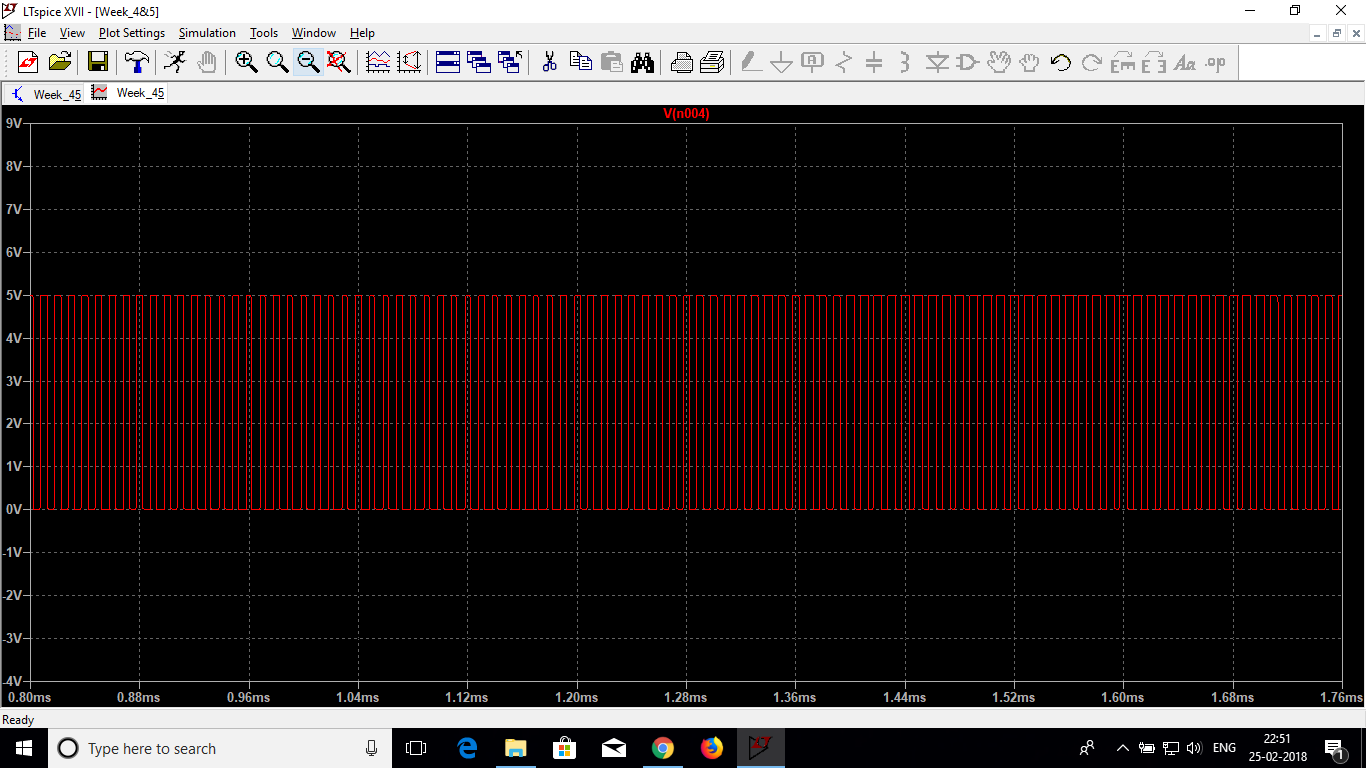 LTspice XVII - [Week_4&5]
File View Plot Settings Simulation Tools Window Help
Week_45 Week_45
V(n004)
9V
8V
7V
6V
5V
4V
3V
2V
1V
0V
-1V
-2V
-3V
-4V
0.80ms 0.88ms 0.96ms 1.04ms 1.12ms 1.20ms 1.28ms 1.36ms 1.44ms 1.52ms 1.60ms 1.68ms 1.76ms
Ready
Type here to search
ENG
22:51
25-02-2018
1